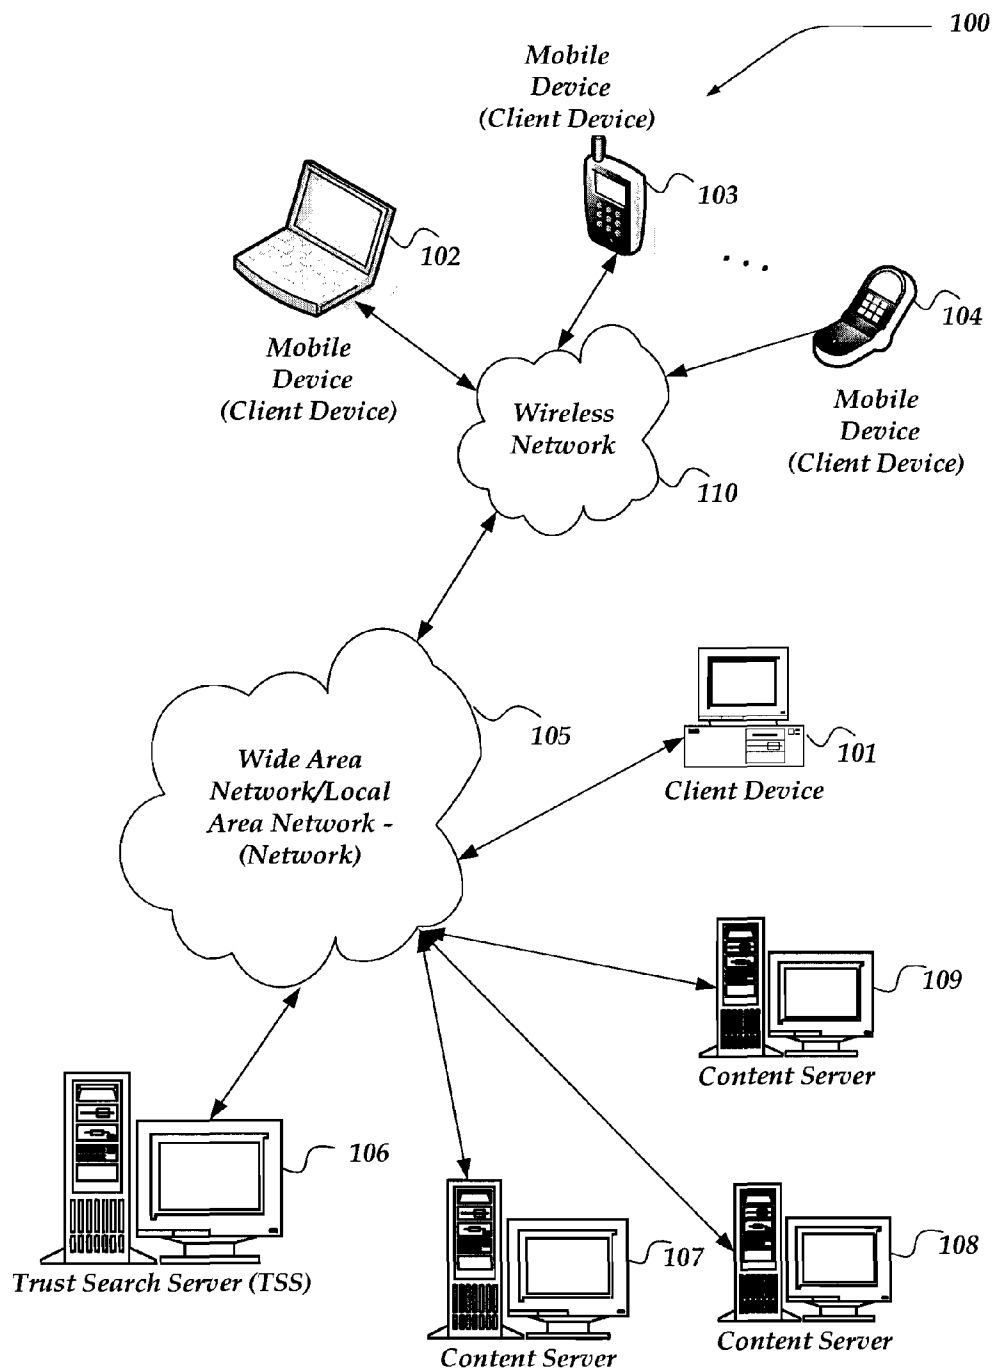 100
Mobile
Device
(Client Device)
103
102
. . .
104
Mobile
Device
(Client Device)
Wireless
Network
Mobile
Device
(Client Device)
110
105
101
Client Device
Wide Area
Network/Local
Area Network -
(Network)
109
Content Server
106
Trust Search Server (TSS)
107
Content Server
108
Content Server